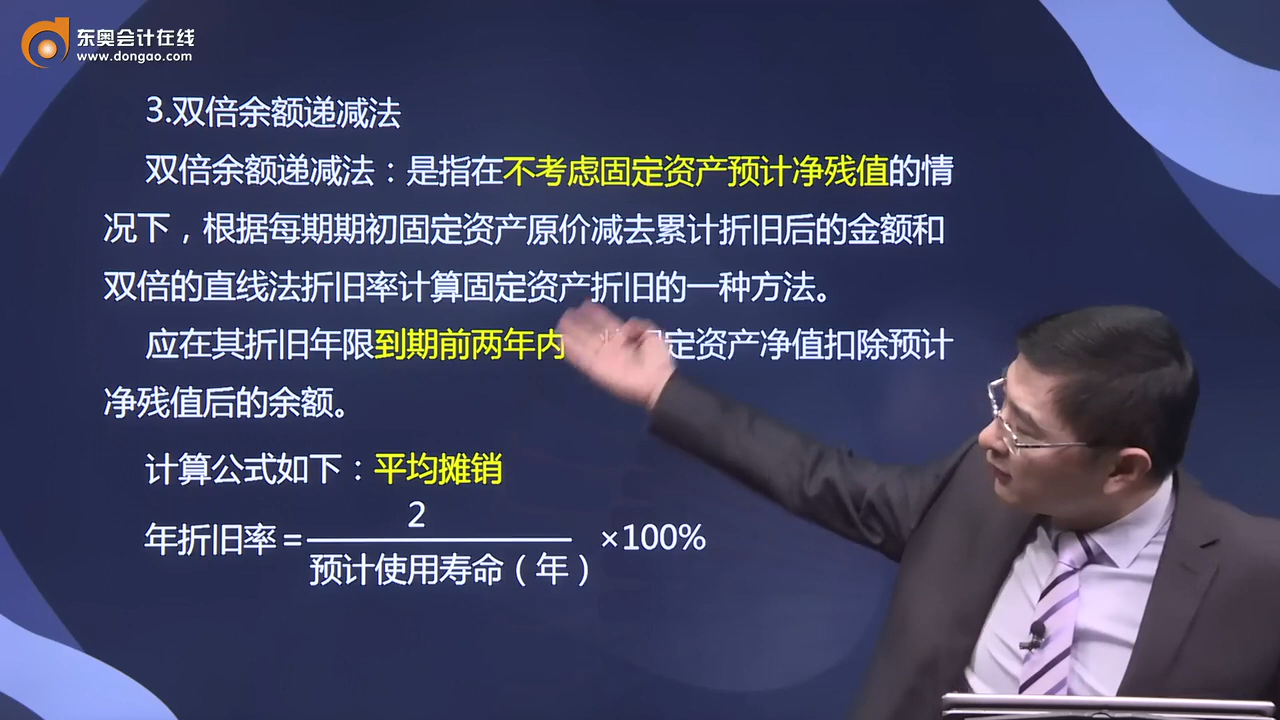 东奥会计在线
www.dongao.com
3.双倍余额递减法
双倍余额递减法：是指在不考虑固定资产预计净残值的情
况下，根据每期期初固定资产原价减去累计折旧后的金额和
双倍的直线法折旧率计算固定资产折旧的一种方法。
应在其折旧年限到期前两年内 定资产净值扣除预计
净残值后的余额。
计算公式如下：平均摊销
年折旧率=2
预计使用寿命（年）
×100%